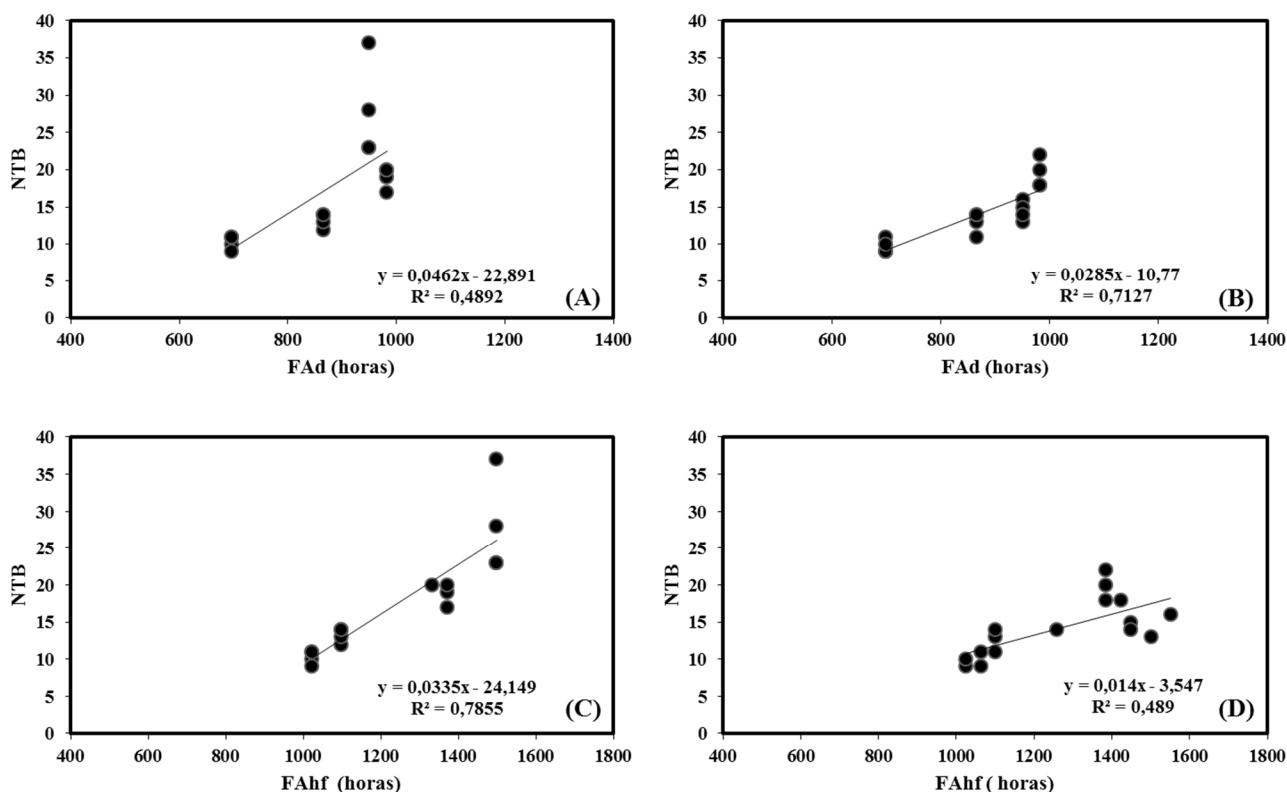 40
35
30
25
20
15
10
5
0
NTB
400 600 800 1000 1200 1400
FAd (horas)
y = 0,0462x - 22,891
R² = 0,4892
(A)
40
35
30
25
20
15
10
5
0
NTB
400 600 800 1000 1200 1400
FAd (horas)
y = 0,0285x - 10,77
R² = 0,7127
(B)
40
35
30
25
20
15
10
5
0
NTB
400 600 800 1000 1200 1400 1600 1800
FAhf (horas)
y = 0,0335x - 24,149
R² = 0,7855
(C)
40
35
30
25
20
15
10
5
0
NTB
400 600 800 1000 1200 1400 1600 1800
FAhf ( horas)
y = 0,014x - 3,547
R² = 0,489
(D)